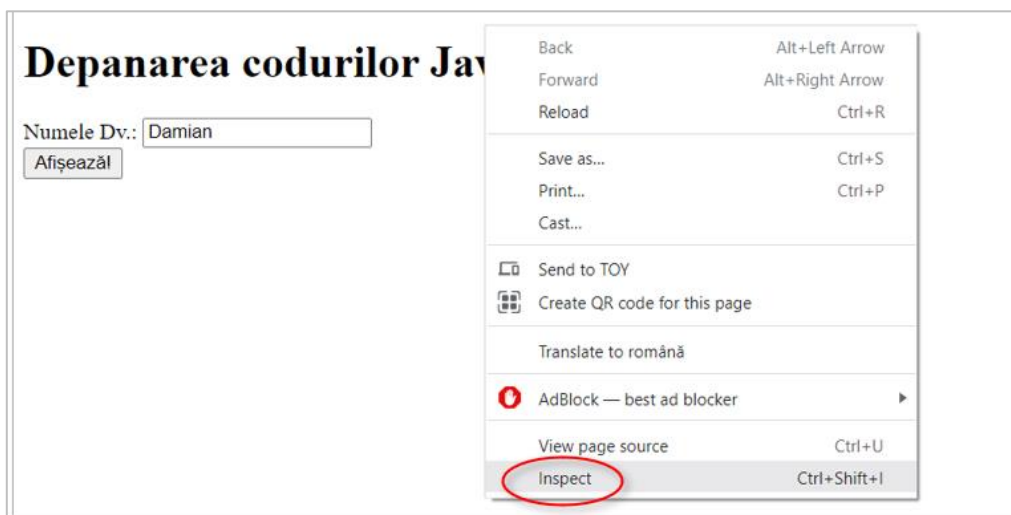 Depanarea codurilor Jav
Numele Dv.: Damian
Afișează!
Back Alt+Left Arrow
Forward Alt+Right Arrow
Reload Ctrl+R
Save as... Ctrl+S
Print... Ctrl+P
Cast...
Send to TOY
Create QR code for this page
Translate to română
AdBlock — best ad blocker
View page source Ctrl+U
Inspect Ctrl+Shift+I